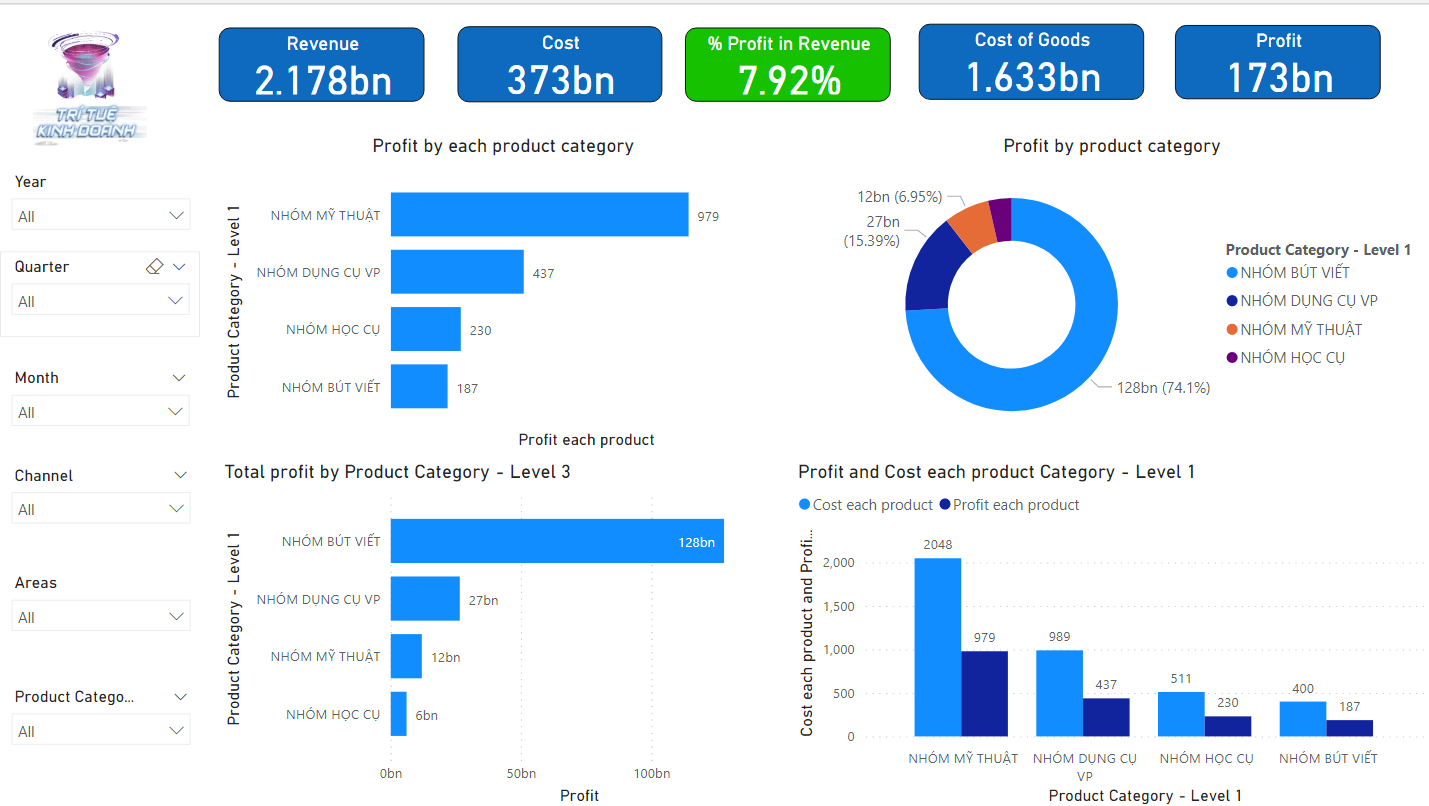 TRÍ TUỆ
KINH DOANH
Revenue
2.178bn
Cost
373bn
% Profit in Revenue
7.92%
Cost of Goods
1.633bn
Profit
173bn
Year
All
Quarter
All
Month
All
Channel
All
Areas
All
Product Catego...
All
Profit by each product category
Product Category - Level 1
NHÓM MỸ THUẬT
979
NHÓM DỤNG CỤ VP
437
NHÓM HỌC CỤ
230
NHÓM BÚT VIẾT
187
Profit each product
Profit by product category
12bn (6.95%)
27bn
(15.39%)
128bn (74.1%)
Product Category - Level 1
NHÓM BÚT VIẾT
NHÓM DỤNG CỤ VP
NHÓM MỸ THUẬT
NHÓM HỌC CỤ
Total profit by Product Category - Level 3
Product Category - Level 1
NHÓM BÚT VIẾT
128bn
NHÓM DỤNG CỤ VP
27bn
NHÓM MỸ THUẬT
12bn
NHÓM HỌC CỤ
6bn
0bn
50bn
100bn
Profit
Profit and Cost each product Category - Level 1
Cost each product
Profit each product
Cost each product and Profi...
2,000
1,500
1,000
500
0
2048
979
989
437
511
230
400
187
NHÓM MỸ THUẬT
NHÓM DỤNG CỤ
VP
NHÓM HỌC CỤ
NHÓM BÚT VIẾT
Product Category - Level 1